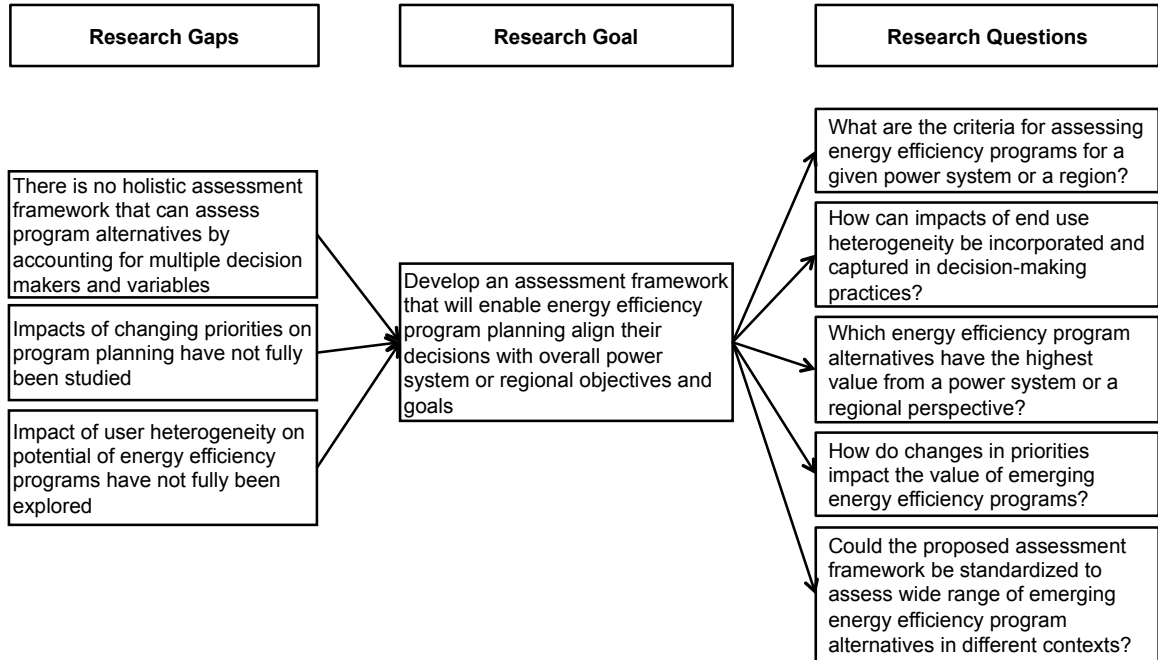 Research Gaps
Research Goal
Research Questions
There is no holistic assessment
framework that can assess
program alternatives by
accounting for multiple decision
makers and variables
Impacts of changing priorities on
program planning have not fully
been studied
Impact of user heterogeneity on
potential of energy efficiency
programs have not fully been
explored
Develop an assessment framework
that will enable energy efficiency
program planning align their
decisions with overall power
system or regional objectives and
goals
What are the criteria for assessing
energy efficiency programs for a
given power system or a region?
How can impacts of end use
heterogeneity be incorporated and
captured in decision-making
practices?
Which energy efficiency program
alternatives have the highest
value from a power system or a
regional perspective?
How do changes in priorities
impact the value of emerging
energy efficiency programs?
Could the proposed assessment
framework be standardized to
assess wide range of emerging
energy efficiency program
alternatives in different contexts?